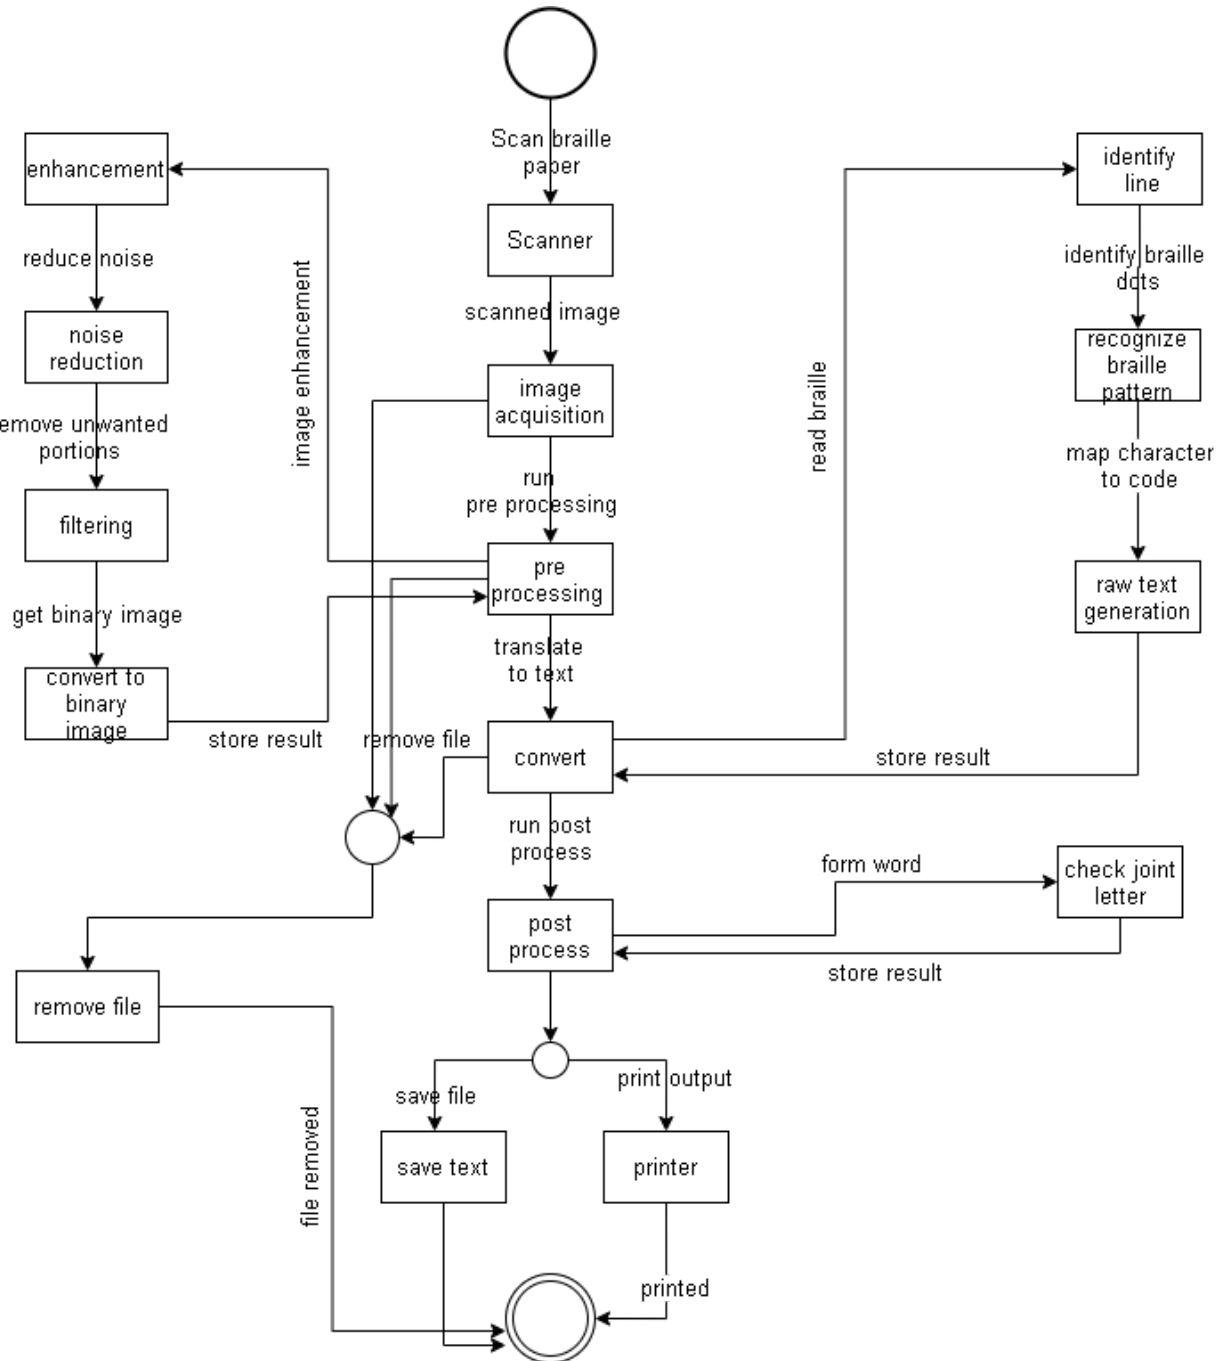 Scan braille
paper
enhancement
identify
line
reduce noise
Scanner
identify braille
dots
scanned image
noise
reduction
recognize
braille
pattern
image enhancement
read braille
image
acquisition
emove unwanted
portions
map character
to code
run
pre processing
filtering
pre
processing
raw text
generation
get binary image
translate
to text
convert to
binary
image
store result
remove file
convert
store result
run post
process
form word
check joint
letter
post
process
store result
remove file
print output
save file
file removed
save text
printer
printed